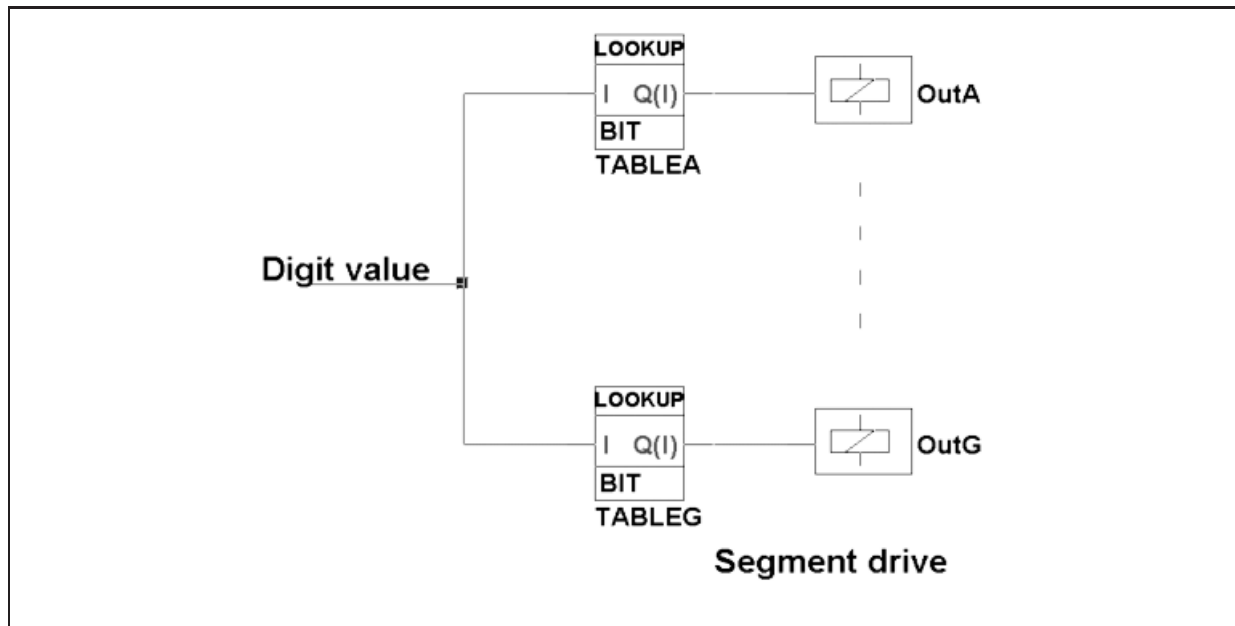 LOOKUP
I Q(I)
BIT
TABLEA
OutA
Digit value
LOOKUP
I Q(I)
BIT
TABLEG
OutG
Segment drive